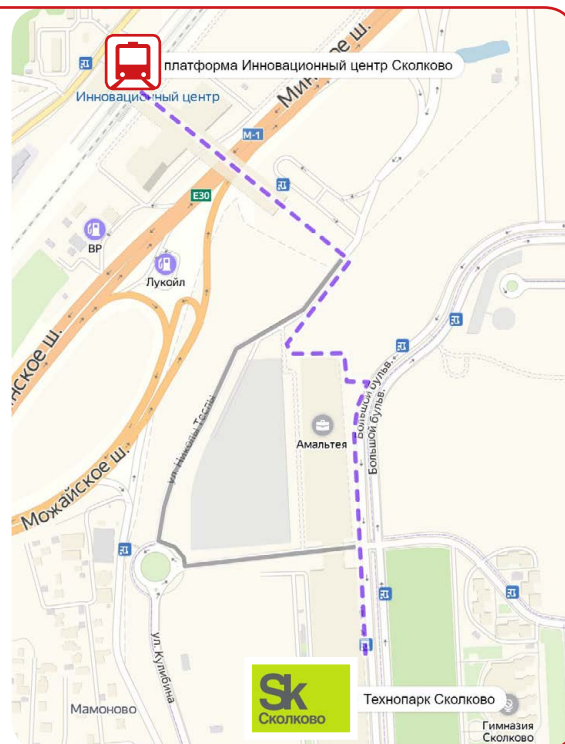 платформа Инновационный центр Сколково
Инновационный центр
Минское ш.
М-1
Е30
BP
Лукойл
Можайское ш.
ул. Николы Теслы
Большой бульв.
Большой бульв.
Амальтея
ул. Кулибина
Мамоново
Sk
Сколково
Технопарк Сколково
Гимназия
Сколково